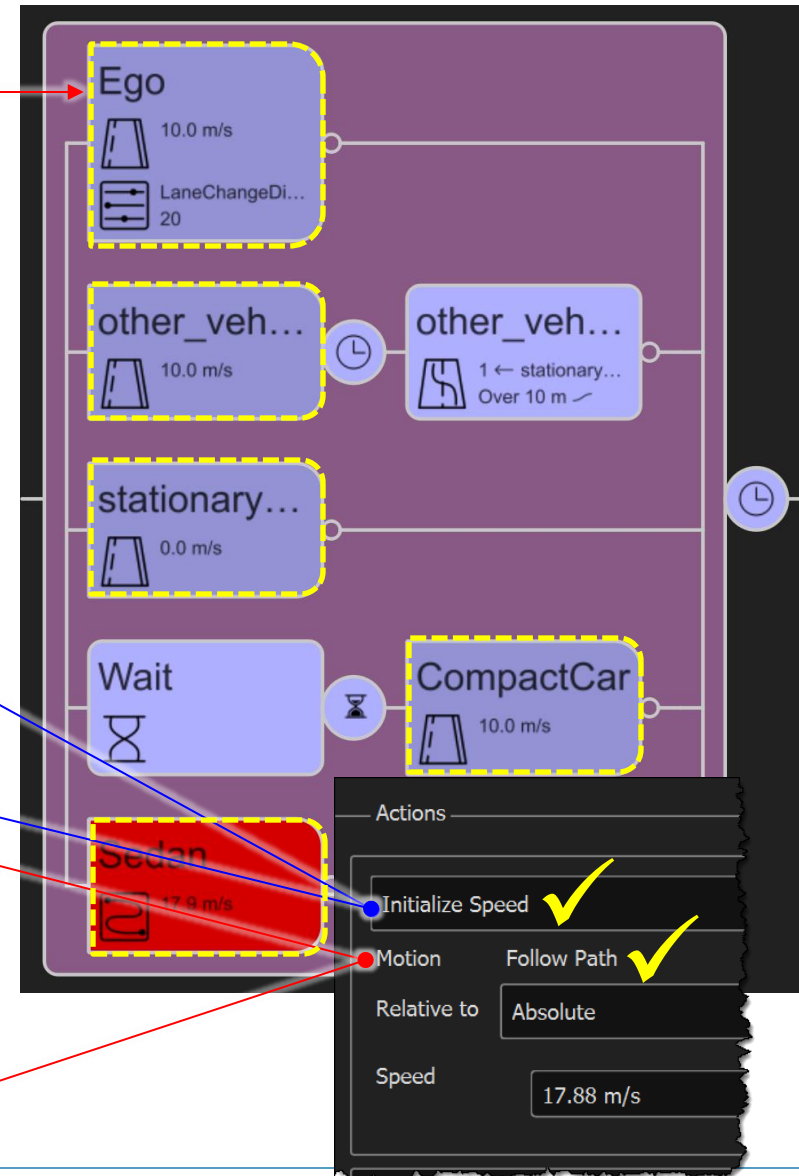 Ego
10.0 m/s
LaneChangeDi...
20
other_veh...
10.0 m/s
other_veh...
1 ← stationary...
Over 10 m
stationary...
0.0 m/s
Wait
CompactCar
10.0 m/s
Sedan
17.9 m/s
Actions
Initialize Speed
Motion Follow Path
Relative to Absolute
Speed 17.88 m/s